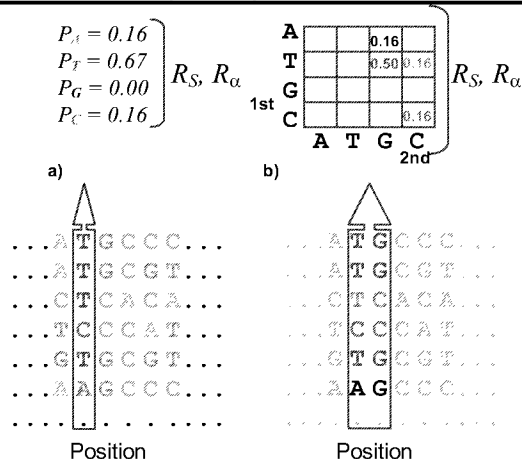 P_A = 0.16
P_T = 0.67
P_G = 0.00
P_C = 0.16
R_S, R_α
A
T
G
C
1st
0.16
0.50 0.16
0.16
A T G C
2nd
R_S, R_α
a)
...ATGCCC...
...ATGCGT...
...CTCACA...
...TCCCAT...
...GTGCGT...
...AAGCCC...
Position
b)
...ATGCCC...
...ATGCGT...
...CTCACA...
...TCCCAT...
...GTGCGT...
...AAGCCC...
Position